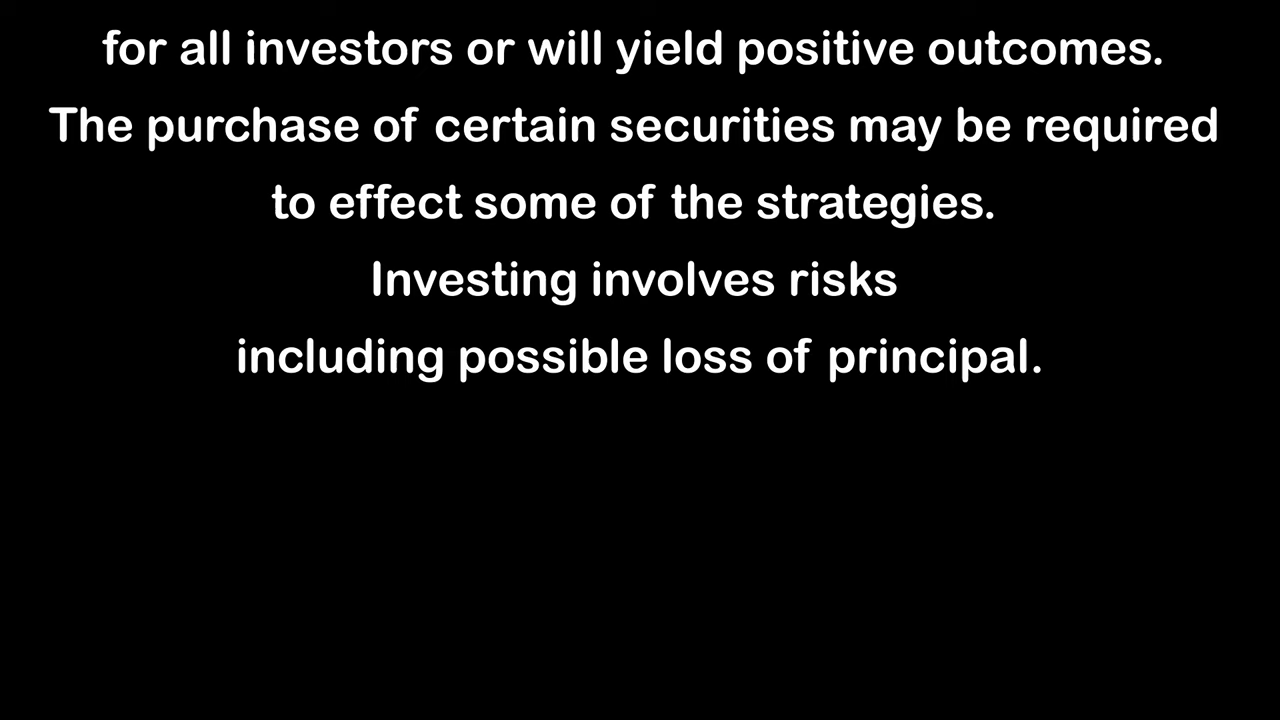 for all investors or will yield positive outcomes.
The purchase of certain securities may be required
to effect some of the strategies.
Investing involves risks
including possible loss of principal.